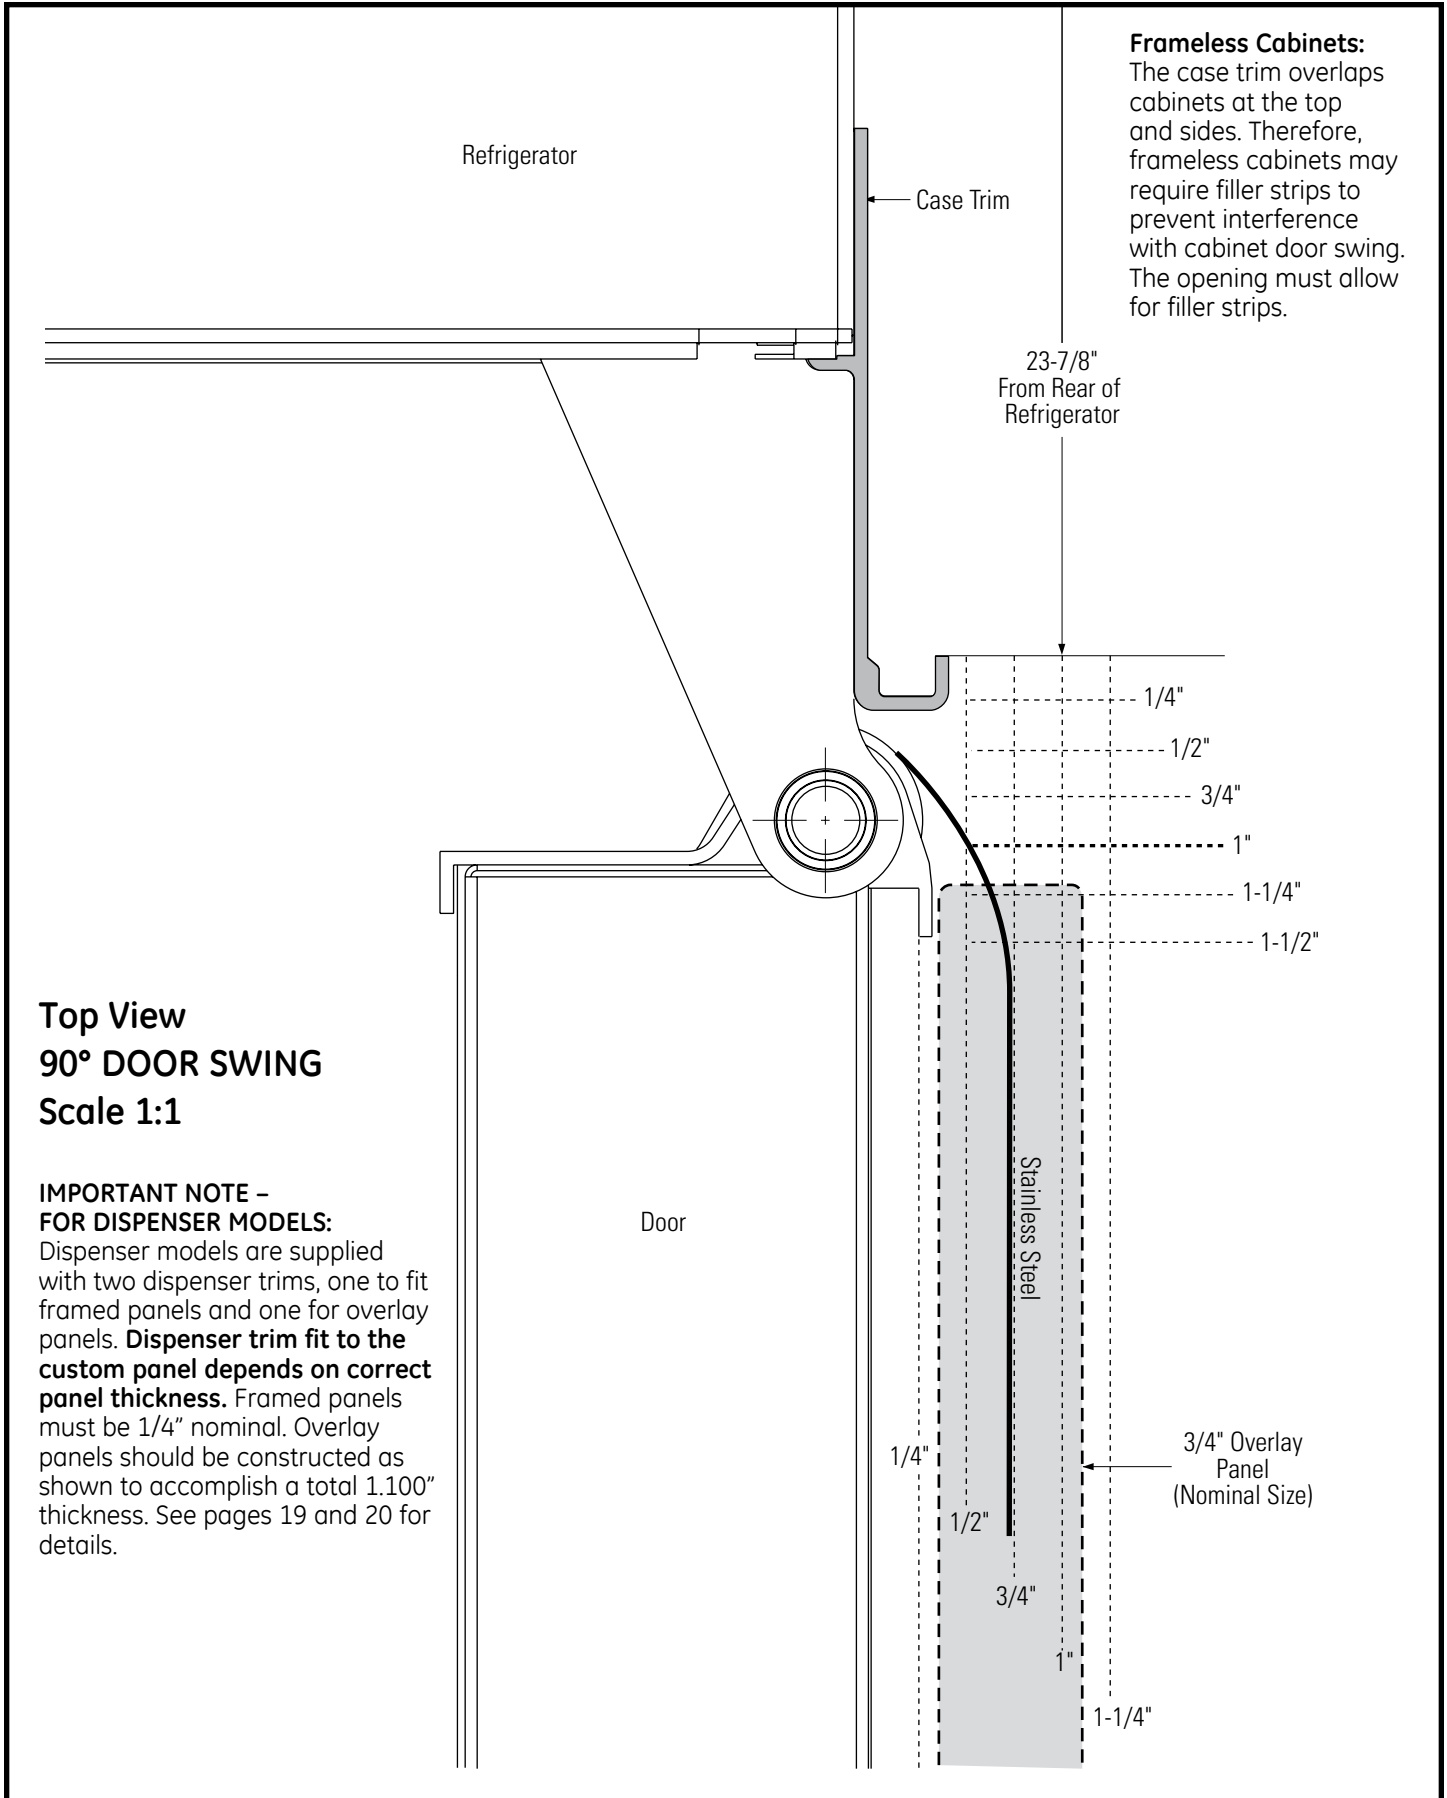 Frameless Cabinets:
The case trim overlaps
cabinets at the top
and sides. Therefore,
frameless cabinets may
require filler strips to
prevent interference
with cabinet door swing.
The opening must allow
for filler strips.
Refrigerator
Case Trim
23-7/8"
From Rear of
Refrigerator
1/4"
1/2"
3/4"
1"
1-1/4"
1-1/2"
Top View
90° DOOR SWING
Scale 1:1
IMPORTANT NOTE –
FOR DISPENSER MODELS:
Dispenser models are supplied
with two dispenser trims, one to fit
framed panels and one for overlay
panels. Dispenser trim fit to the
custom panel depends on correct
panel thickness. Framed panels
must be 1/4” nominal. Overlay
panels should be constructed as
shown to accomplish a total 1.100”
thickness. See pages 19 and 20 for
details.
Door
Stainless Steel
1/4"
3/4" Overlay
Panel
(Nominal Size)
1/2"
3/4"
1"
1-1/4"